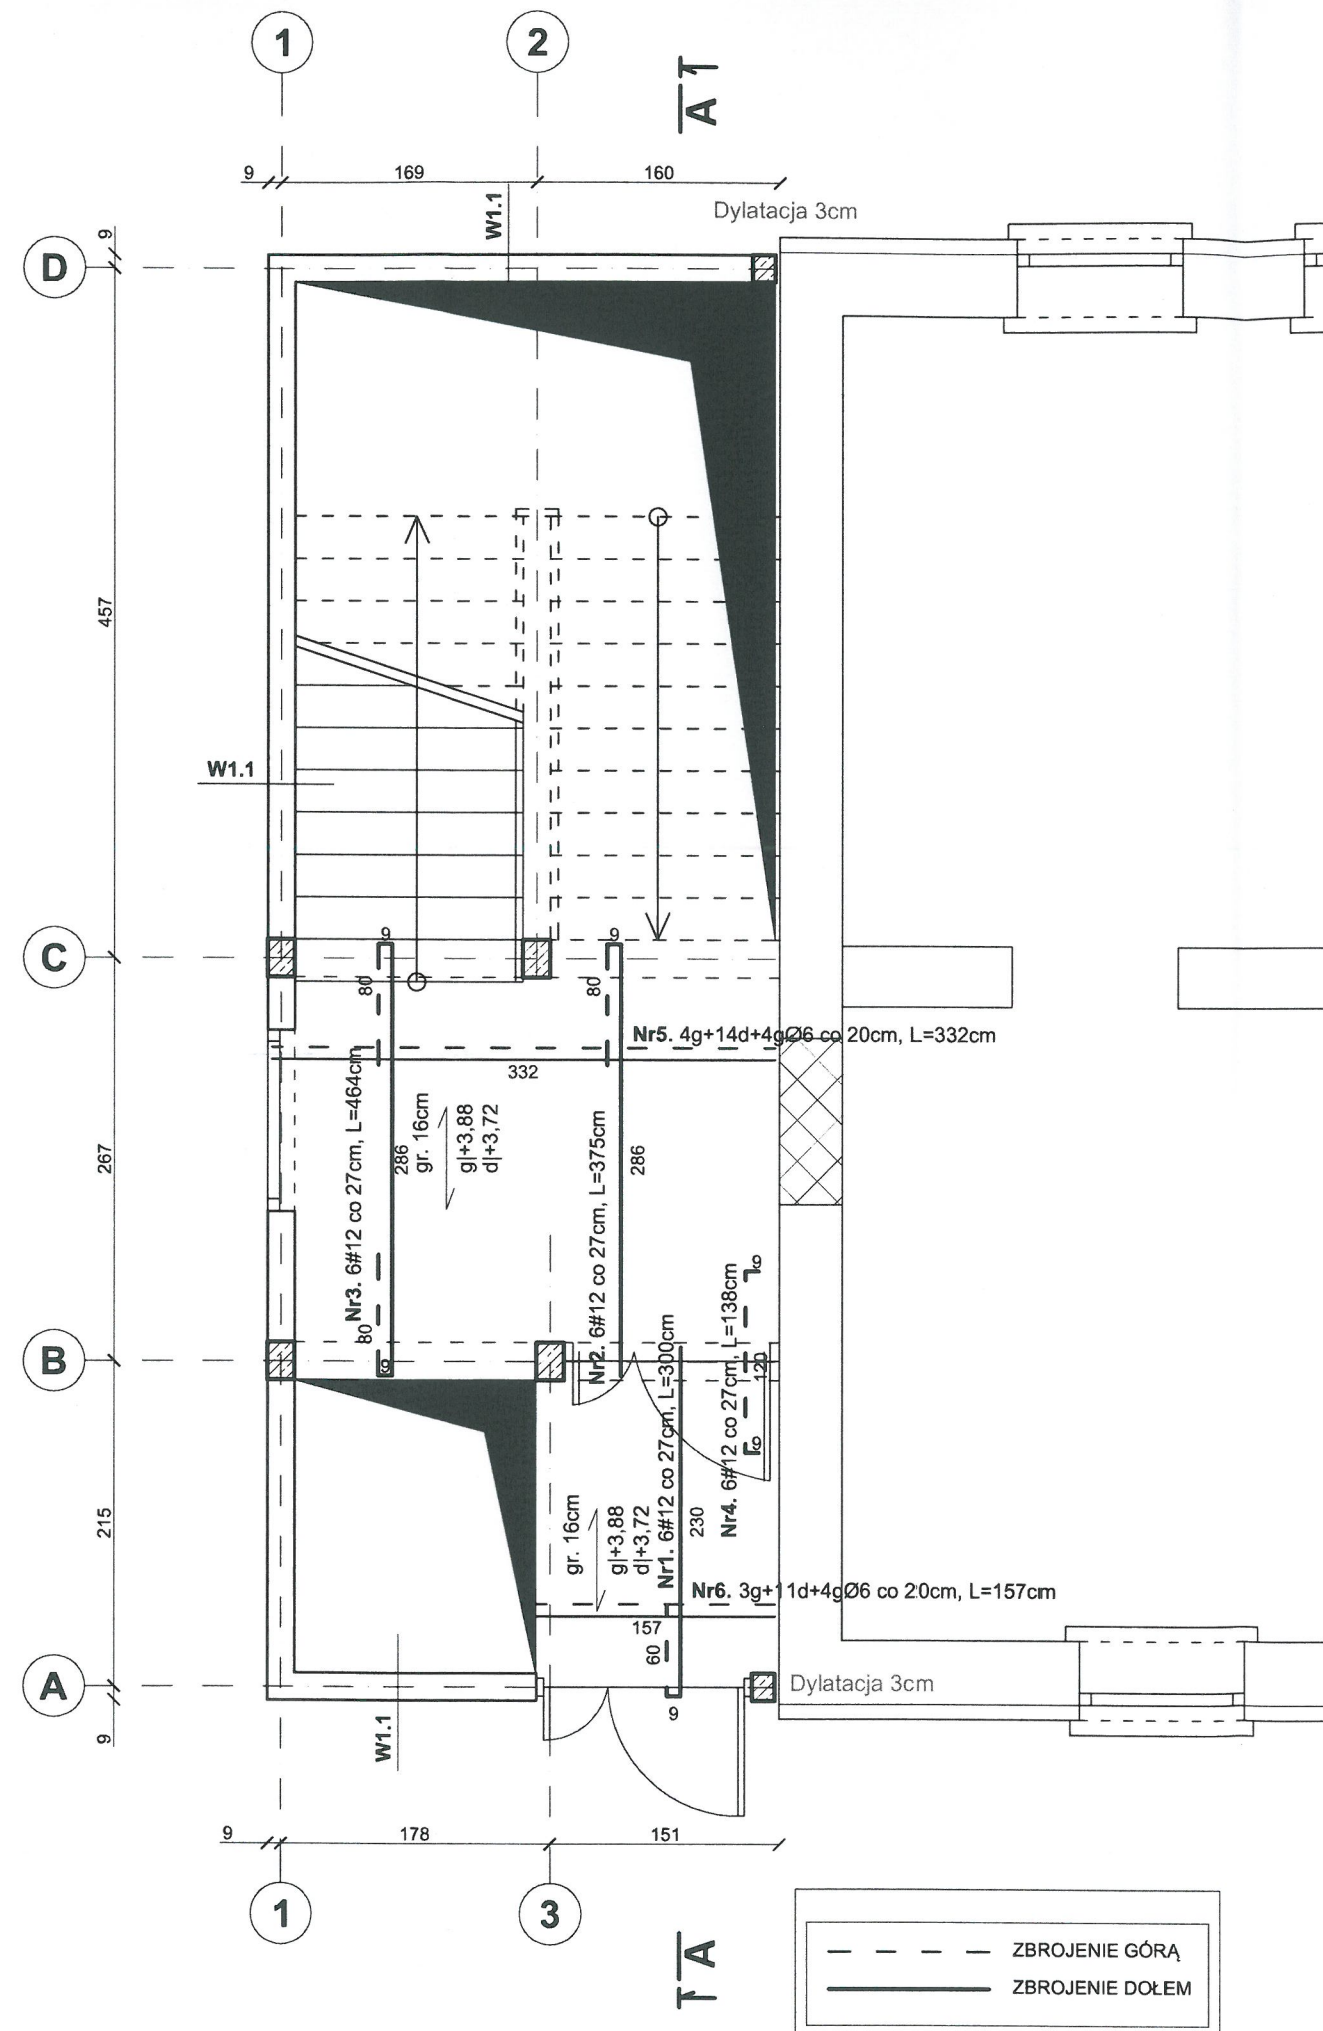 1
2
A
9
169
160
W1.1
Dylatacja 3cm
9
D
457
W1.1
C
9
9
80
80
Nr5. 4g+14d+4gØ6 co 20cm, L=332cm
332
Nr3. 6#12 co 27cm, L=464cm
286
gr. 16cm
g|+3,88
d|+3,72
Nr2. 6#12 co 27cm, L=375cm
286
267
80
9
B
Nr1. 6#12 co 27cm, L=300cm
Nr4. 6#12 co 27cm, L=138cm
9
120
9
215
gr. 16cm
g|+3,88
d|+3,72
230
Nr6. 3g+11d+4gØ6 co 20cm, L=157cm
157
60
A
Dylatacja 3cm
9
9
W1.1
9
178
151
1
3
A
ZBROJENIE GÓRĄ
ZBROJENIE DOŁEM